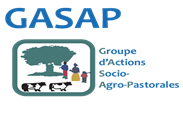 GASAP
Groupe
d'Actions
Socio-
Agro-Pastorales